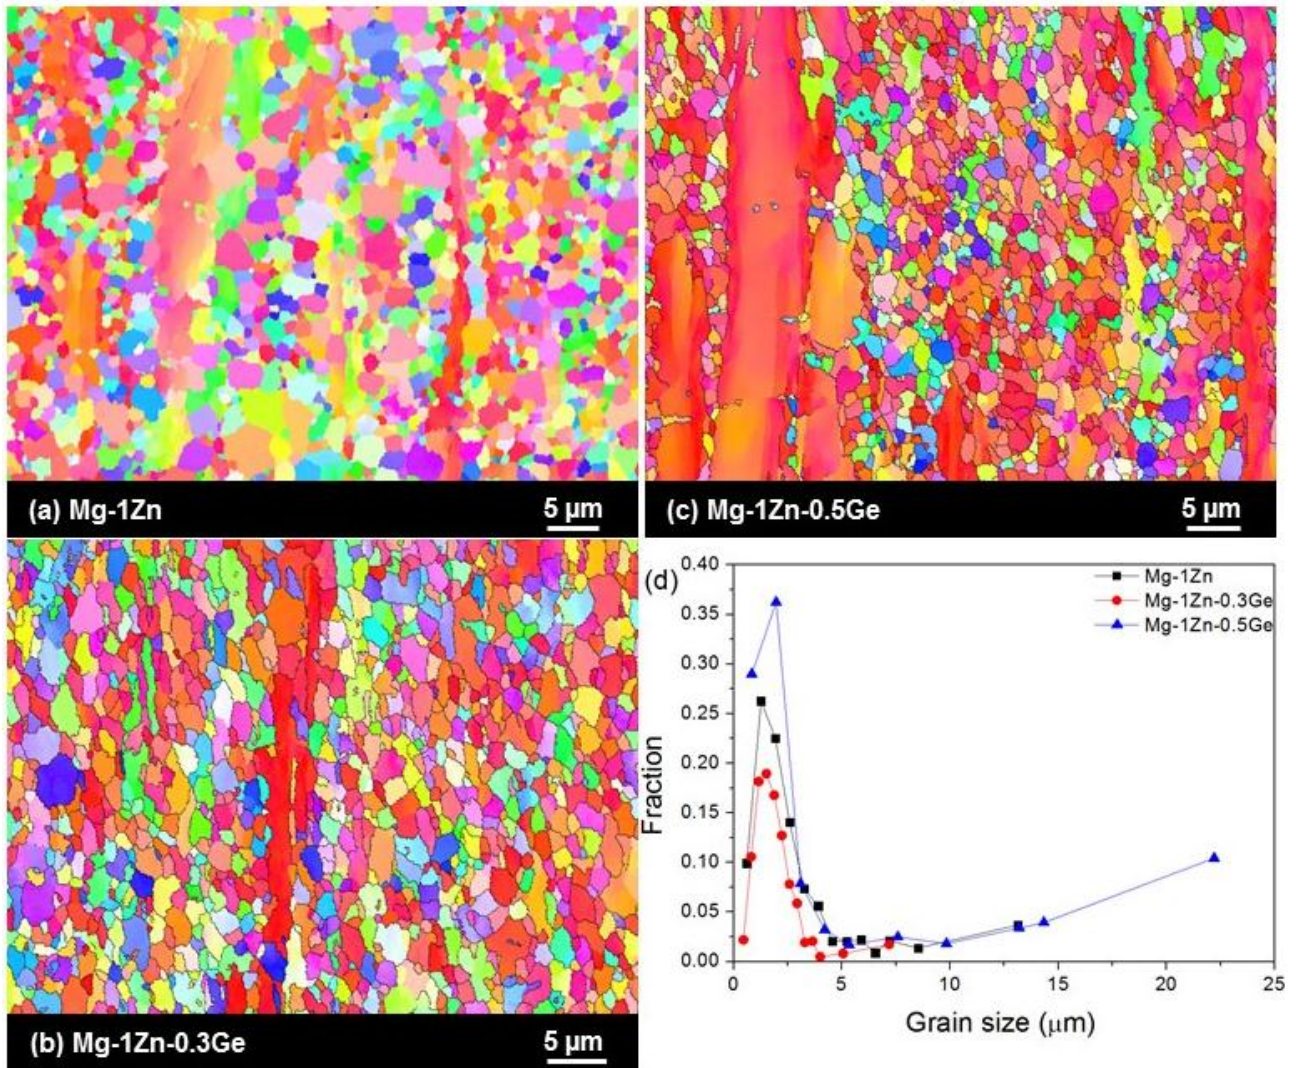 (a) Mg-1Zn
5 µm
(c) Mg-1Zn-0.5Ge
5 µm
(b) Mg-1Zn-0.3Ge
5 µm
(d)
Mg-1Zn
Mg-1Zn-0.3Ge
Mg-1Zn-0.5Ge
0.40
0.35
0.30
0.25
0.20
0.15
0.10
0.05
0.00
Fraction
0 5 10 15 20 25
Grain size (µm)